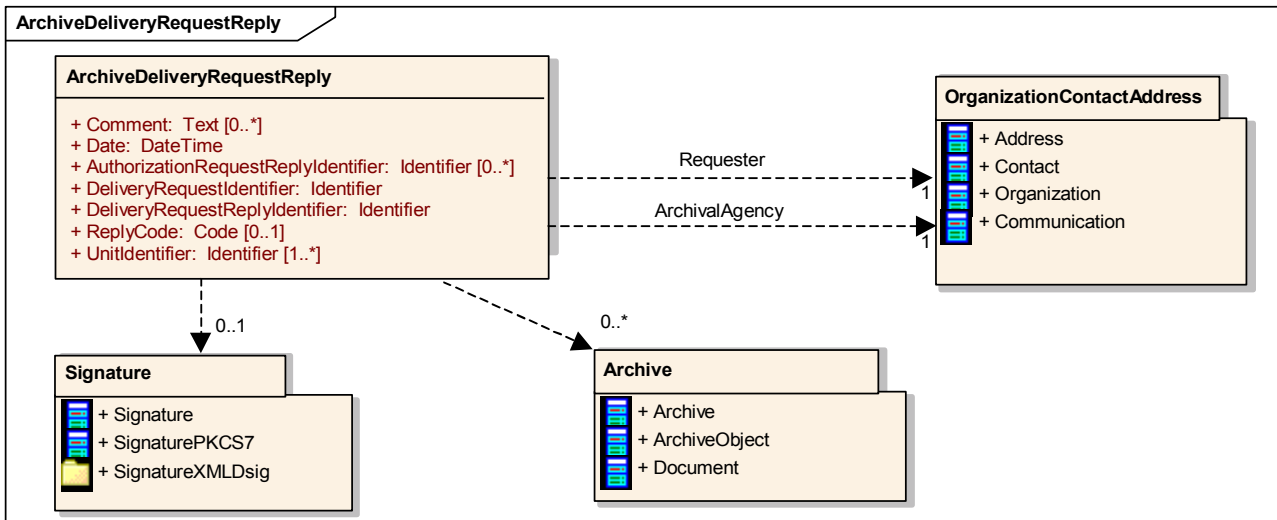 ArchiveDeliveryRequestReply
ArchiveDeliveryRequestReply
+ Comment: Text [0..*]
+ Date: DateTime
+ AuthorizationRequestReplyIdentifier: Identifier [0..*]
+ DeliveryRequestIdentifier: Identifier
+ DeliveryRequestReplyIdentifier: Identifier
+ ReplyCode: Code [0..1]
+ UnitIdentifier: Identifier [1..*]
Requester
1
ArchivalAgency
1
OrganizationContactAddress
+ Address
+ Contact
+ Organization
+ Communication
0..1
0..*
Signature
+ Signature
+ SignaturePKCS7
+ SignatureXMLDsig
Archive
+ Archive
+ ArchiveObject
+ Document